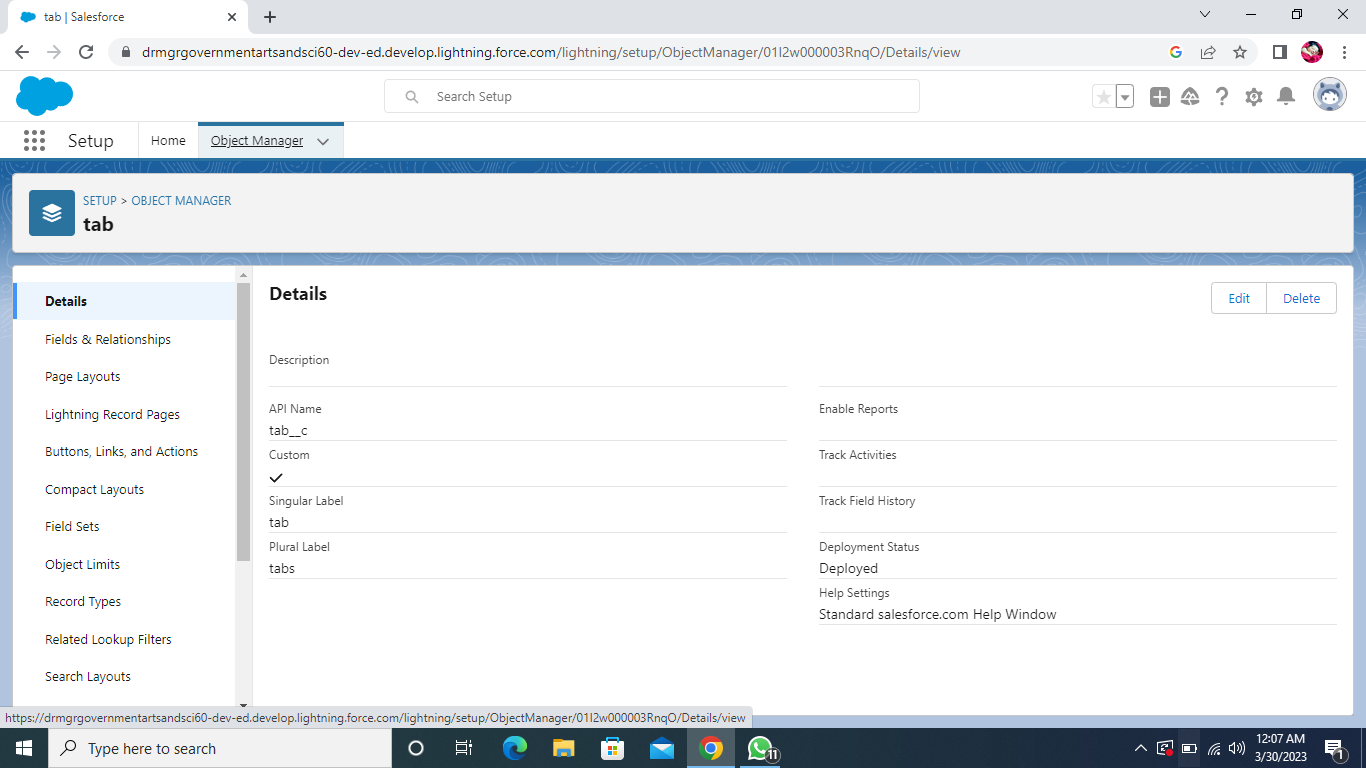 tab | Salesforce
drmgrgovernmentartsandsci60-dev-ed.develop.lightning.force.com/lightning/setup/ObjectManager/01I2w000003RnqO/Details/view
Search Setup
Setup
Home
Object Manager
SETUP > OBJECT MANAGER
tab
Details
Fields & Relationships
Page Layouts
Lightning Record Pages
Buttons, Links, and Actions
Compact Layouts
Field Sets
Object Limits
Record Types
Related Lookup Filters
Search Layouts
Details
Edit
Delete
Description
API Name
tab__c
Custom
Singular Label
tab
Plural Label
tabs
Enable Reports
Track Activities
Track Field History
Deployment Status
Deployed
Help Settings
Standard salesforce.com Help Window
https://drmgrgovernmentartsandsci60-dev-ed.develop.lightning.force.com/lightning/setup/ObjectManager/01I2w000003RnqO/Details/view
Type here to search
11
12:07 AM
3/30/2023
1